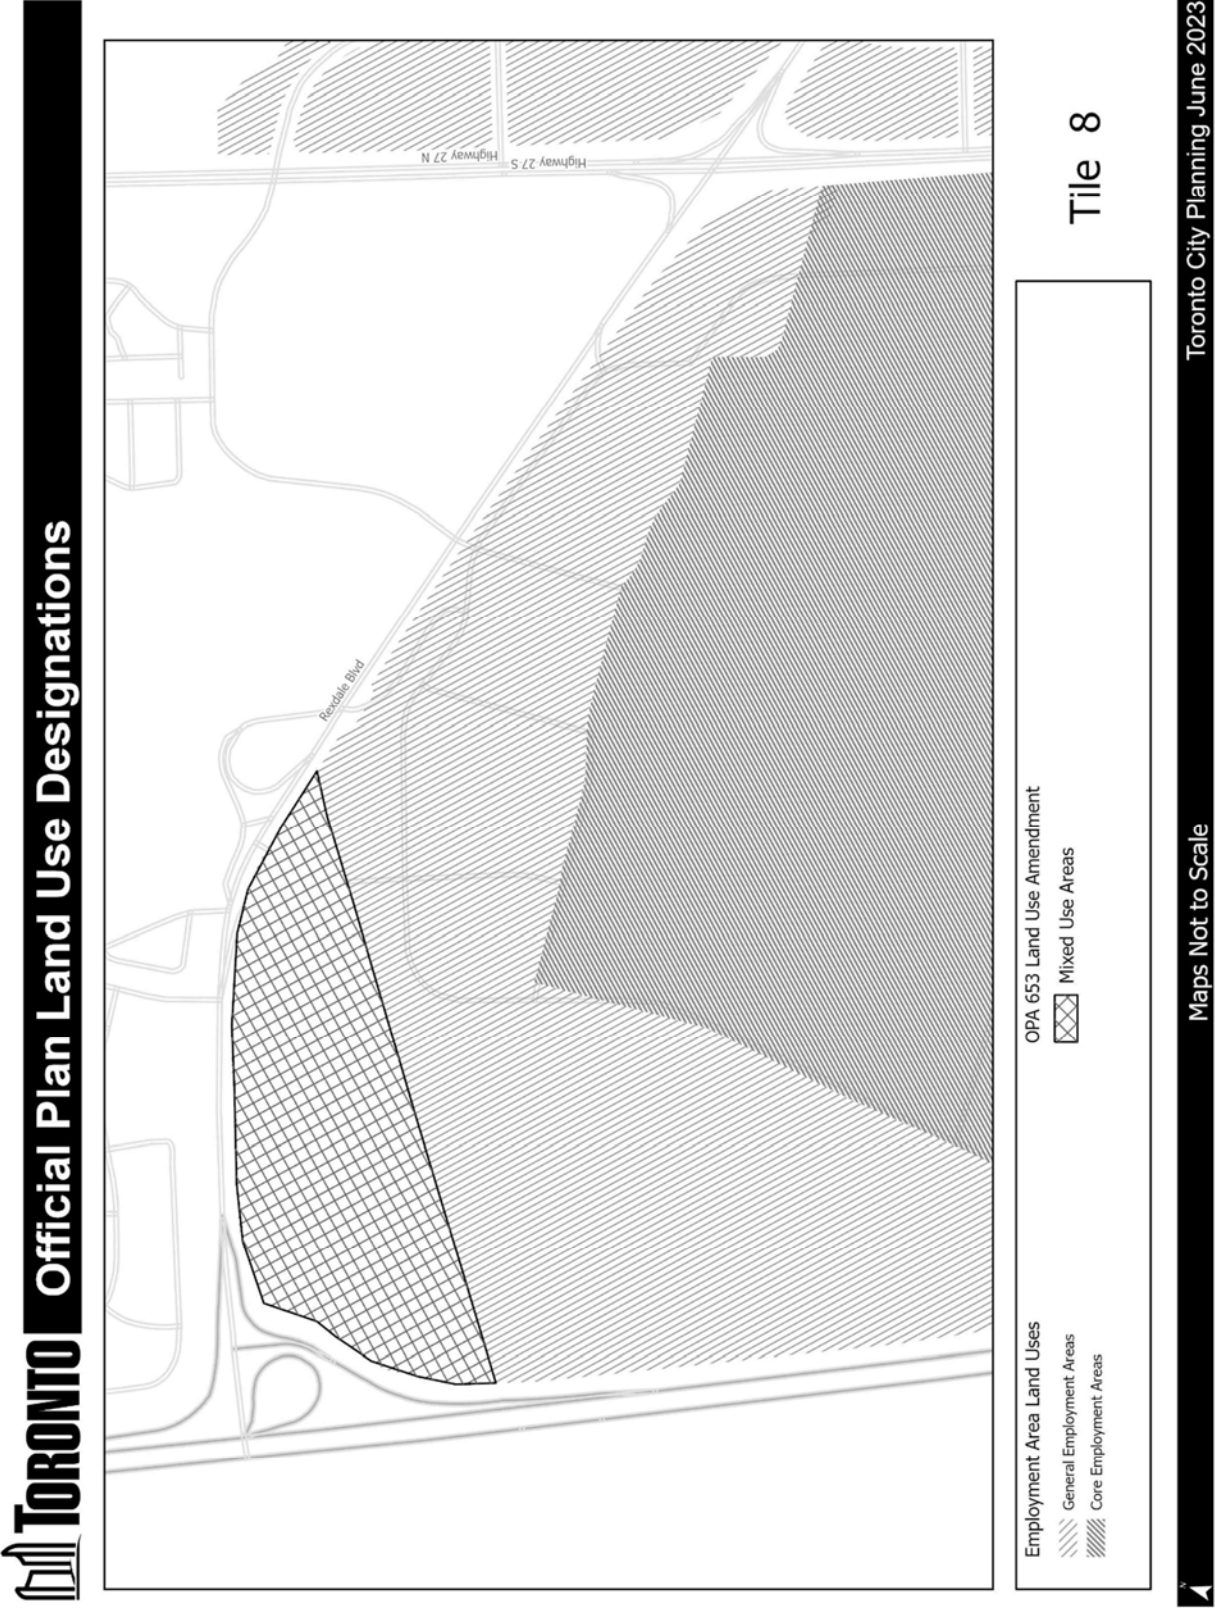 TORONTO Official Plan Land Use Designations
Highway 27 N
Highway 27 S
Rexdale Blvd
Employment Area Land Uses
General Employment Areas
Core Employment Areas
OPA 653 Land Use Amendment
Mixed Use Areas
Tile 8
N
Maps Not to Scale
Toronto City Planning June 2023